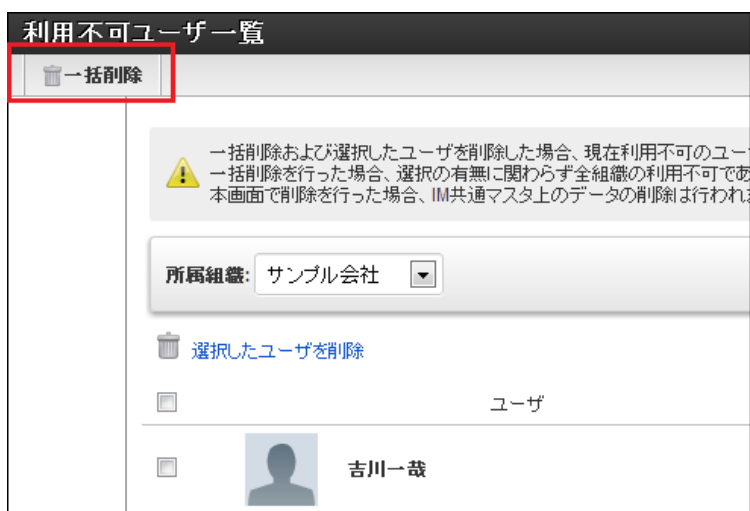 利用不可ユーザ一覧
一括削除
一括削除および選択したユーザを削除した場合、現在利用不可のユー
一括削除を行った場合、選択の有無に関わらず全組織の利用不可であ
本画面で削除を行った場合、IM共通マスタ上のデータの削除は行われ
所属組織: サンプル会社
選択したユーザを削除
ユーザ
吉川一哉